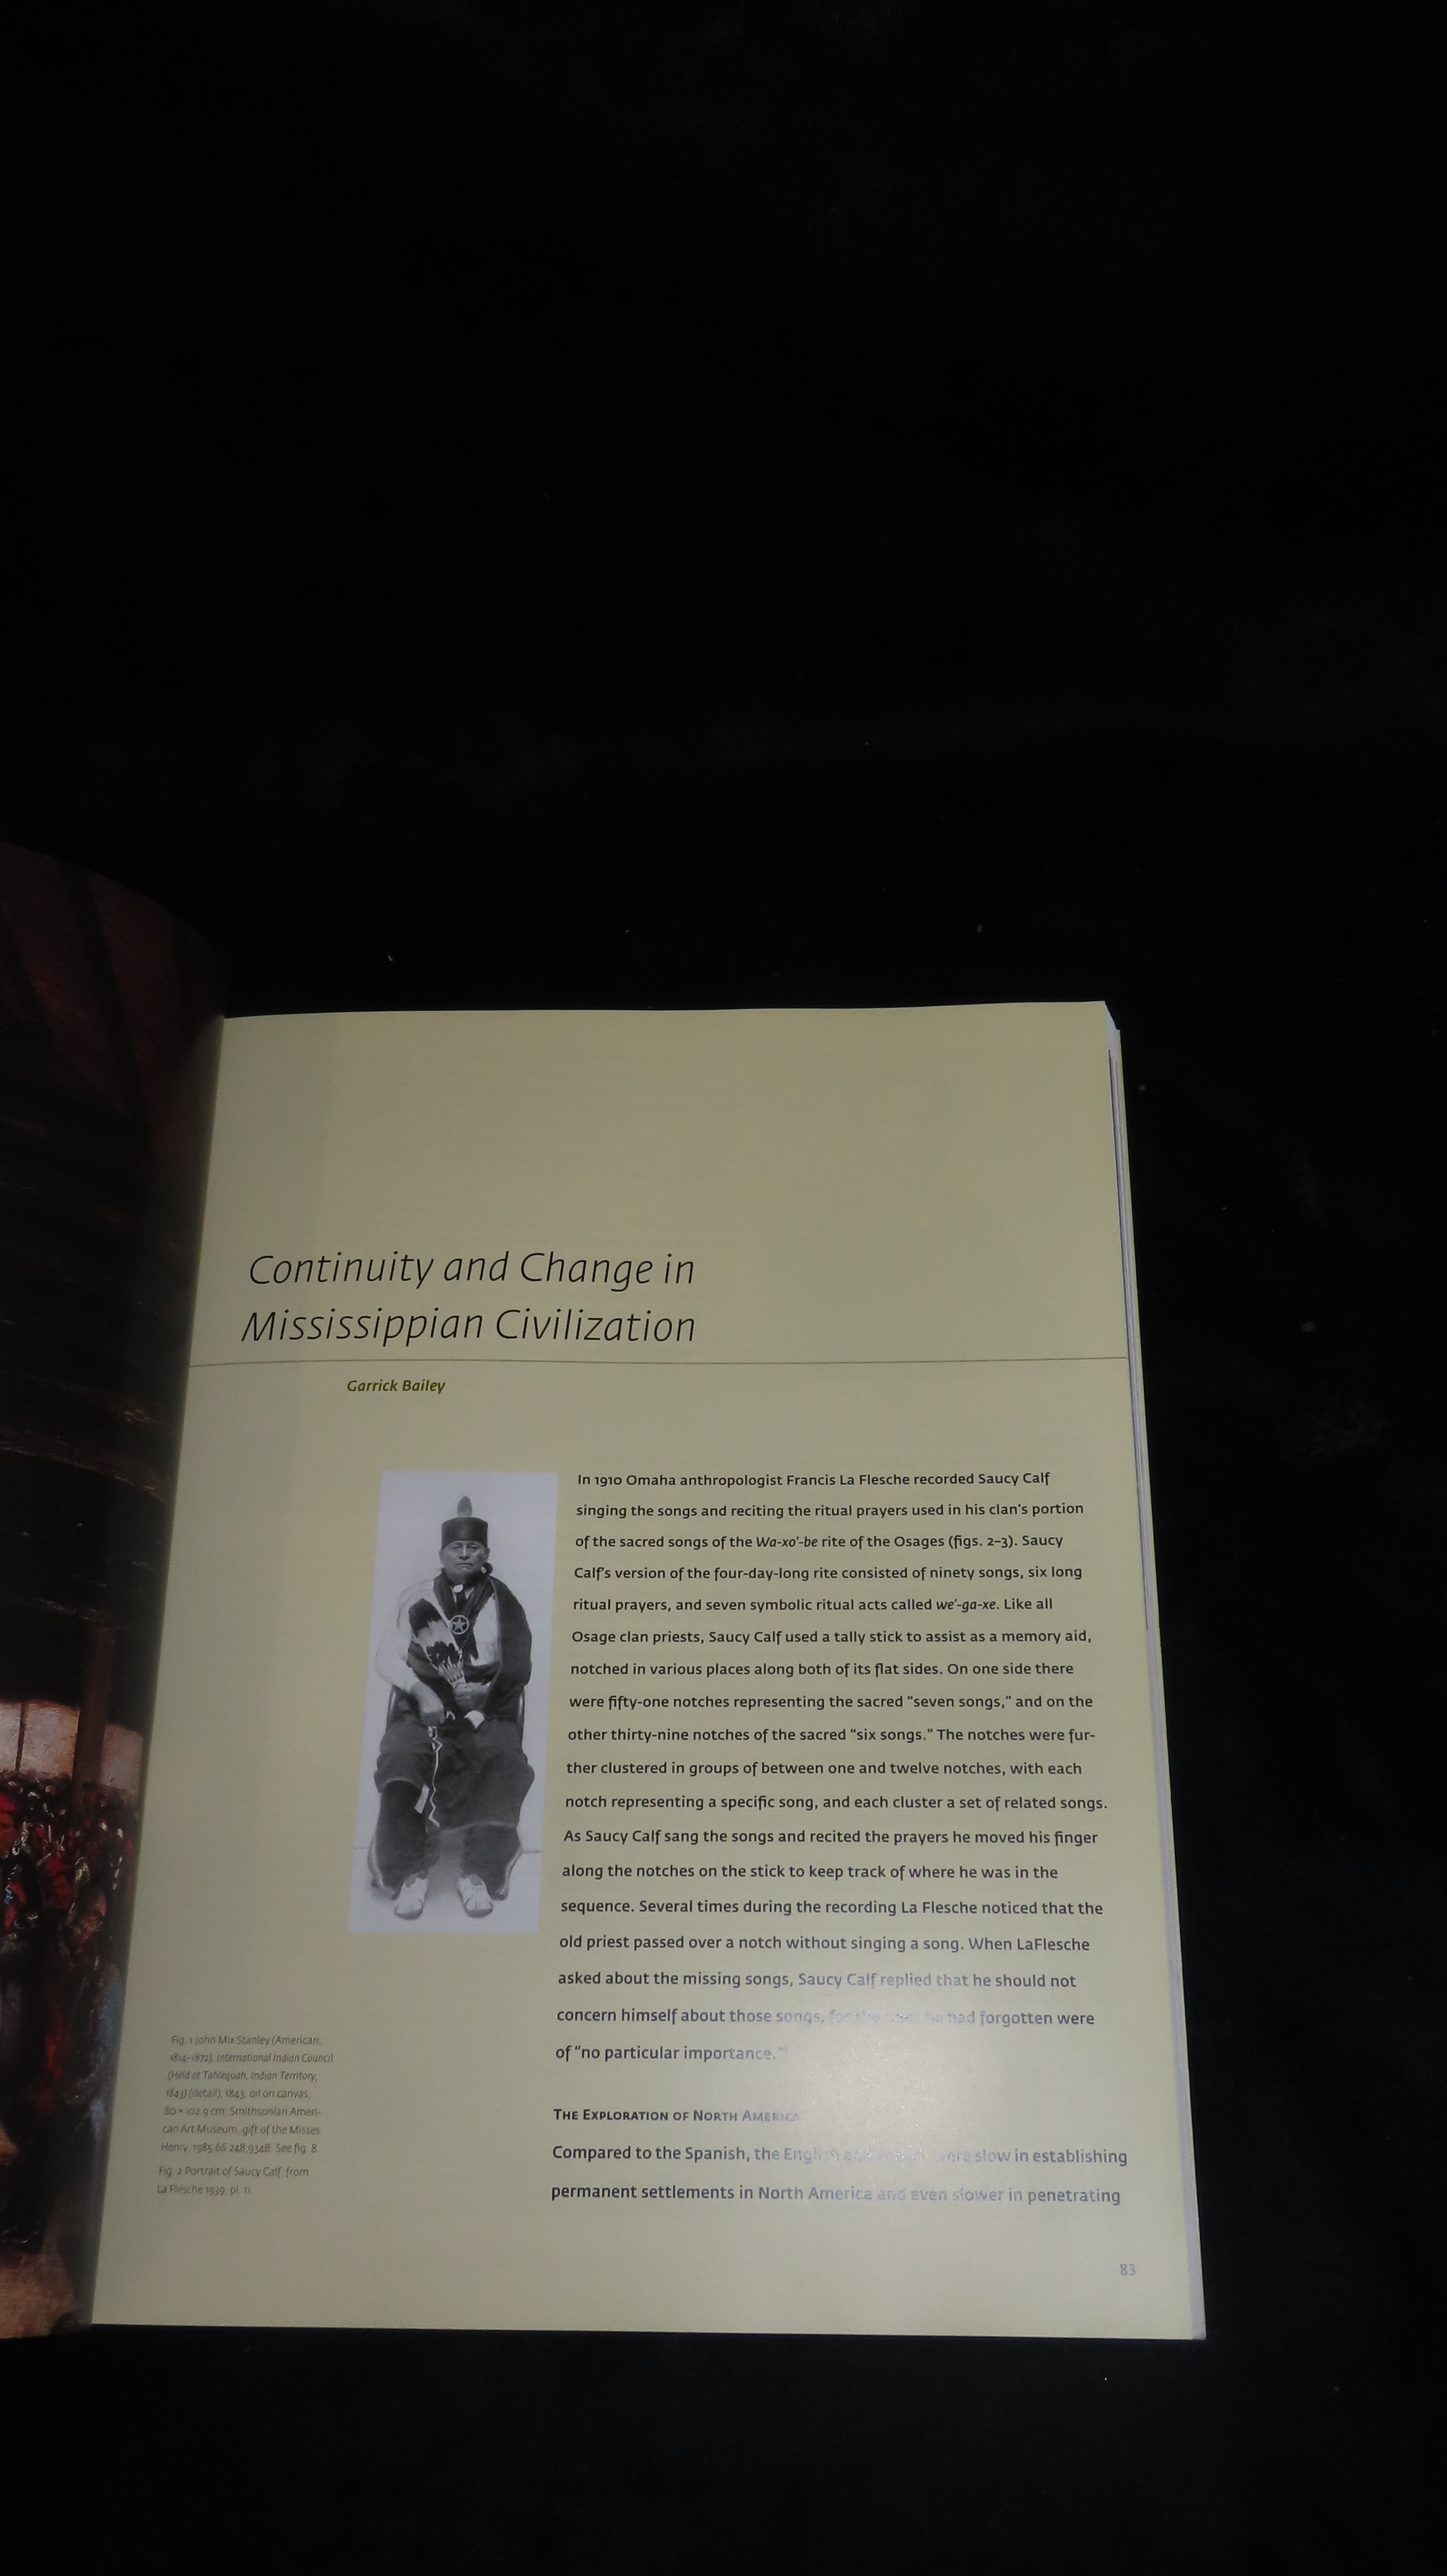 Continuity and Change in
Mississippian Civilization
Garrick Bailey
In 1910 Omaha anthropologist Francis La Flesche recorded Saucy Calf
singing the songs and reciting the ritual prayers used in his clan's portion
of the sacred songs of the Wa-xo'-be rite of the Osages (figs. 2–3). Saucy
Calf's version of the four-day-long rite consisted of ninety songs, six long
ritual prayers, and seven symbolic ritual acts called we'-ga-xe. Like all
Osage clan priests, Saucy Calf used a tally stick to assist as a memory aid,
notched in various places along both of its flat sides. On one side there
were fifty-one notches representing the sacred “seven songs,” and on the
other thirty-nine notches of the sacred “six songs.” The notches were fur-
ther clustered in groups of between one and twelve notches, with each
notch representing a specific song, and each cluster a set of related songs.
As Saucy Calf sang the songs and recited the prayers he moved his finger
along the notches on the stick to keep track of where he was in the
sequence. Several times during the recording La Flesche noticed that the
old priest passed over a notch without singing a song. When LaFlesche
asked about the missing songs, Saucy Calf replied that he should not
concern himself about those songs, for the he had forgotten were
of “no particular importance.”
The Exploration of North America
Compared to the Spanish, the English were slow in establishing
permanent settlements in North America and even slower in penetrating
Fig. 1 John Mix Stanley (American,
1814–1872), International Indian Council
(Held at Tahlequah, Indian Territory,
1843) (detail), 1843, oil on canvas,
80 × 102.9 cm, Smithsonian Ameri-
can Art Museum, gift of the Misses
Henry, 1985.66.248,934B. See fig. 8.
Fig. 2 Portrait of Saucy Calf, from
La Flesche 1939, pl. 11.
83